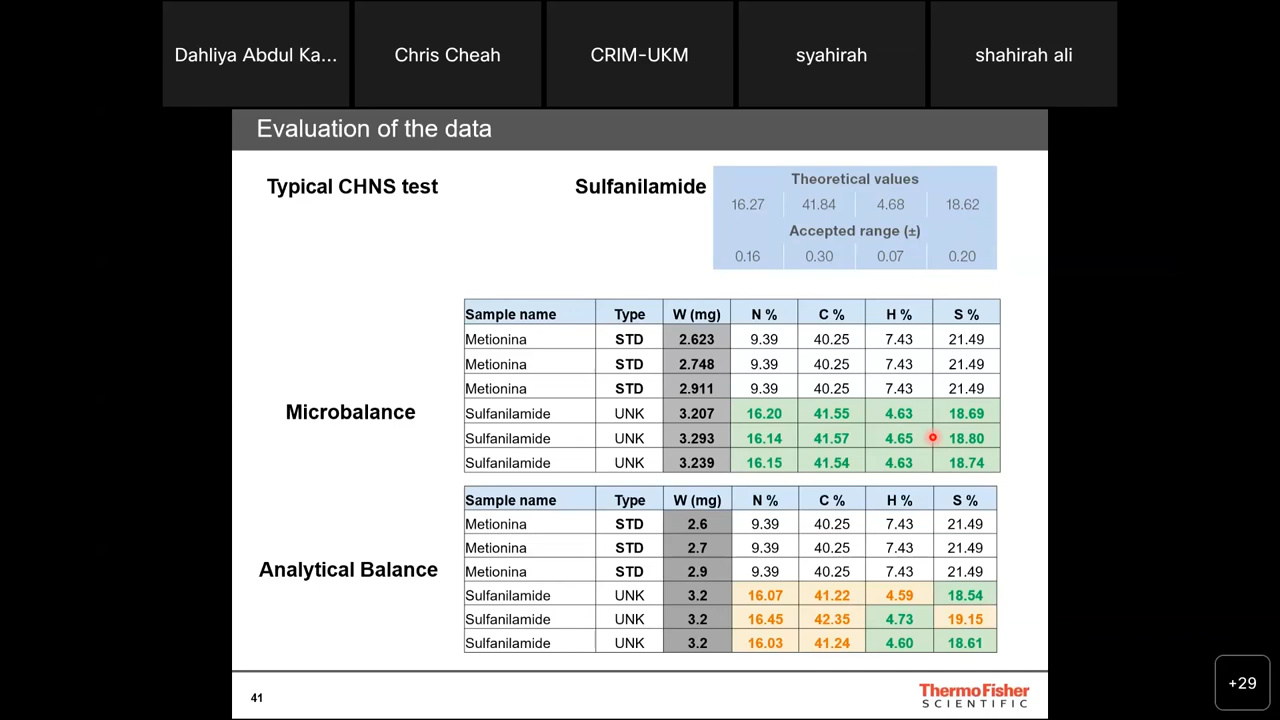 Dahliya Abdul Ka... Chris Cheah CRIM-UKM syahirah shahirah ali
Evaluation of the data
Typical CHNS test
Sulfanilamide
Theoretical values
16.27 41.84 4.68 18.62
Accepted range (±)
0.16 0.30 0.07 0.20
Microbalance
Sample name Type W (mg) N % C % H % S %
Metionina STD 2.623 9.39 40.25 7.43 21.49
Metionina STD 2.748 9.39 40.25 7.43 21.49
Metionina STD 2.911 9.39 40.25 7.43 21.49
Sulfanilamide UNK 3.207 16.20 41.55 4.63 18.69
Sulfanilamide UNK 3.293 16.14 41.57 4.65 18.80
Sulfanilamide UNK 3.239 16.15 41.54 4.63 18.74
Analytical Balance
Sample name Type W (mg) N % C % H % S %
Metionina STD 2.6 9.39 40.25 7.43 21.49
Metionina STD 2.7 9.39 40.25 7.43 21.49
Metionina STD 2.9 9.39 40.25 7.43 21.49
Sulfanilamide UNK 3.2 16.07 41.22 4.59 18.54
Sulfanilamide UNK 3.2 16.45 42.35 4.73 19.15
Sulfanilamide UNK 3.2 16.03 41.24 4.60 18.61
41
ThermoFisher
SCIENTIFIC
+29